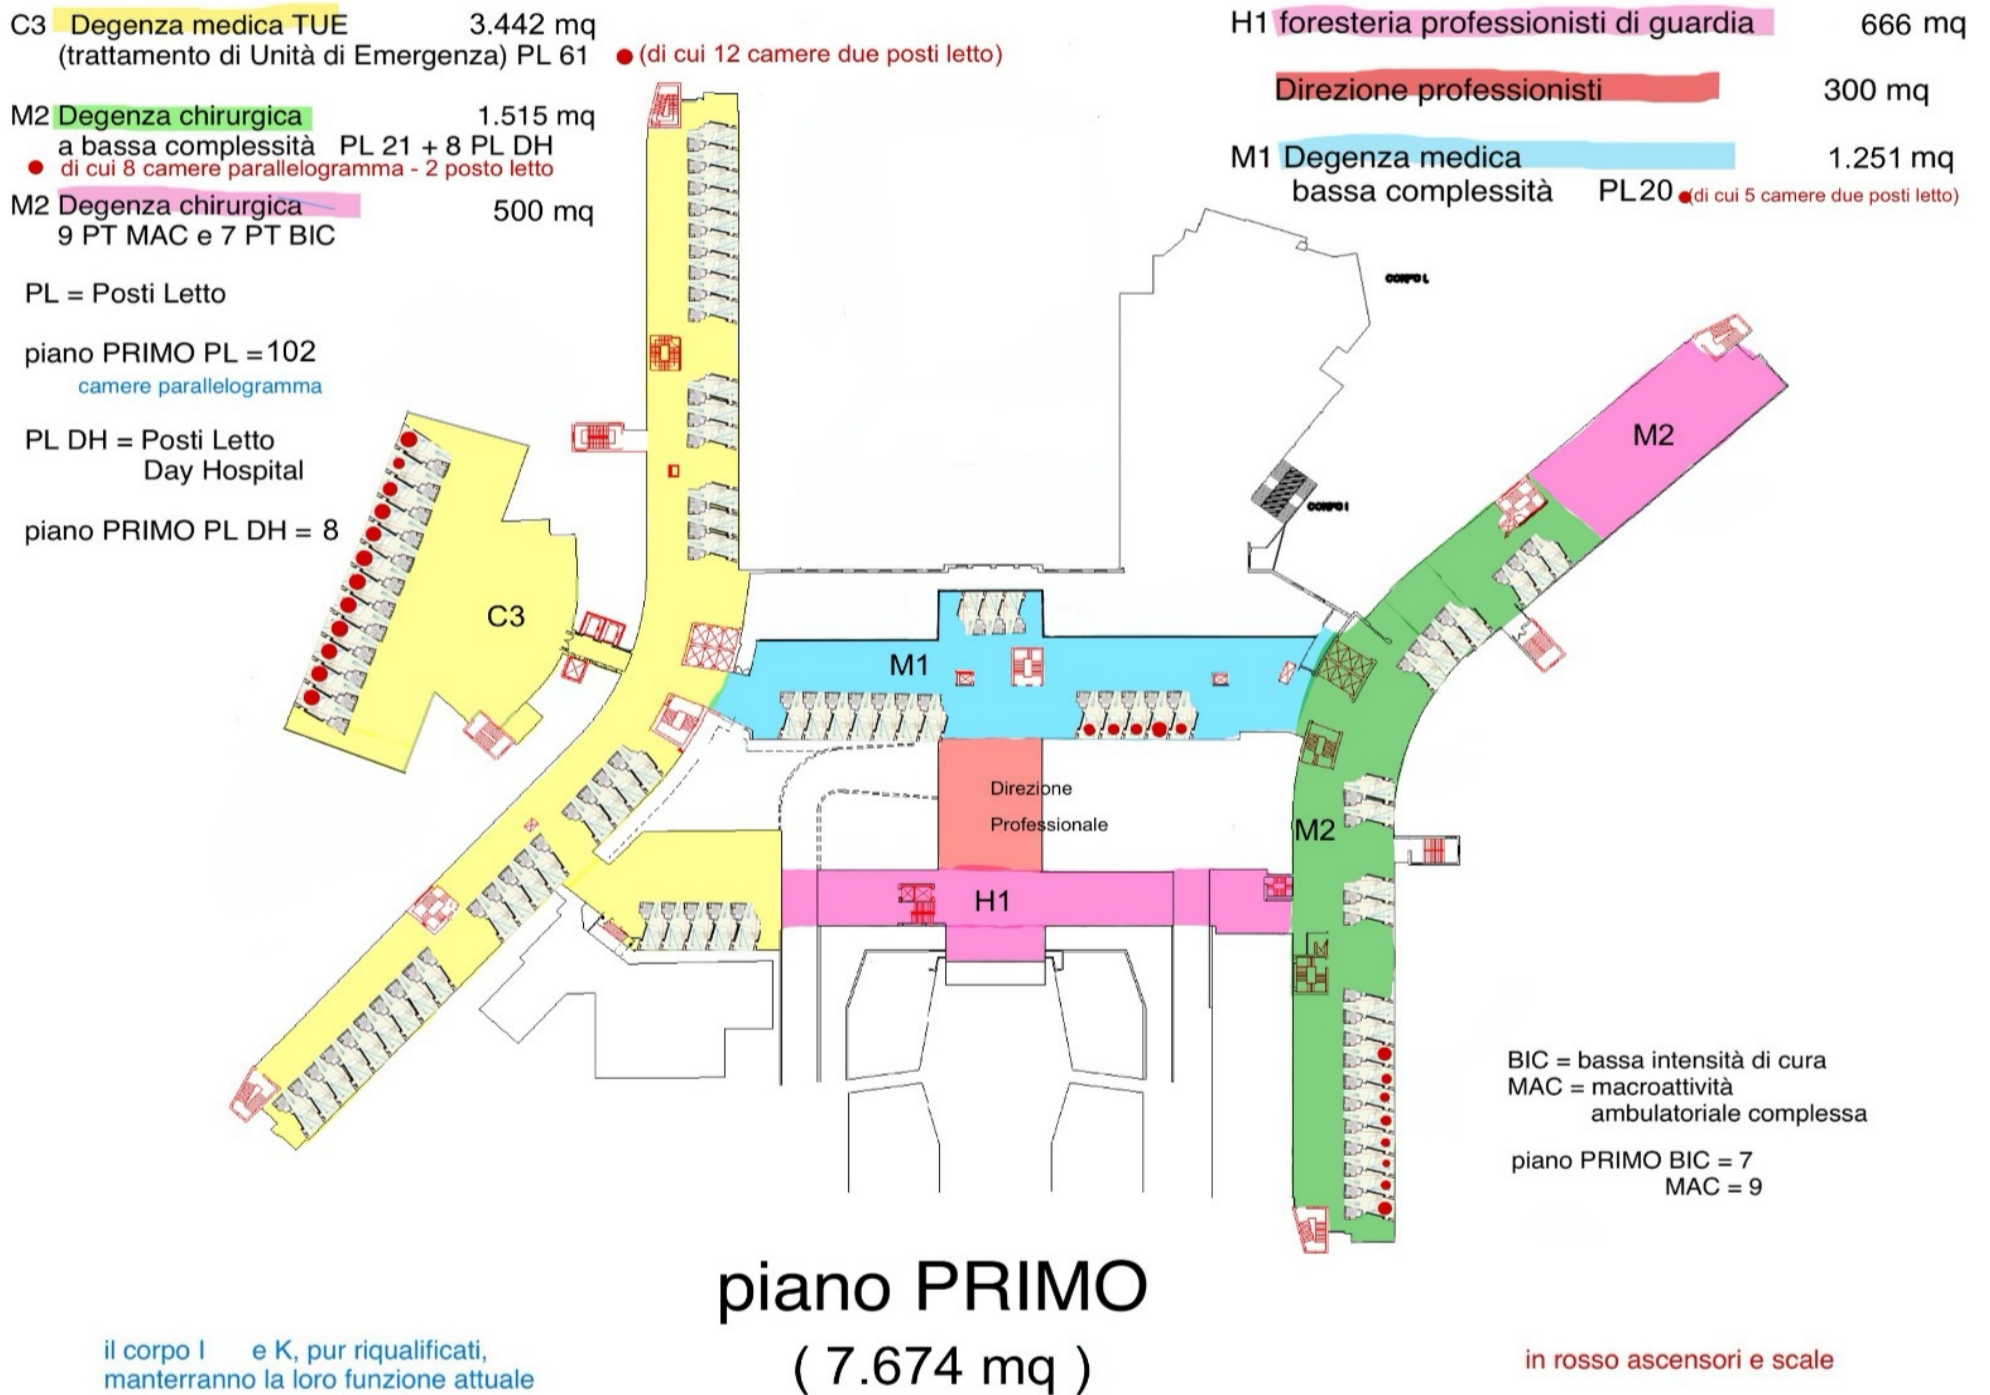 C3 Degenza medica TUE 3.442 mq
(trattamento di Unità di Emergenza) PL 61 (di cui 12 camere due posti letto)
M2 Degenza chirurgica 1.515 mq
a bassa complessità PL 21 + 8 PL DH
di cui 8 camere parallelogramma - 2 posto letto
M2 Degenza chirurgica 500 mq
9 PT MAC e 7 PT BIC
PL = Posti Letto
piano PRIMO PL = 102
camere parallelogramma
PL DH = Posti Letto
Day Hospital
piano PRIMO PL DH = 8
H1 foresteria professionisti di guardia 666 mq
Direzione professionisti 300 mq
M1 Degenza medica 1.251 mq
bassa complessità PL20 (di cui 5 camere due posti letto)
CORPO L
CORPO I
M2
C3
M1
Direzione
Professionale
M2
H1
BIC = bassa intensità di cura
MAC = macroattività
ambulatoriale complessa
piano PRIMO BIC = 7
MAC = 9
piano PRIMO
( 7.674 mq )
il corpo I e K, pur riqualificati,
manterranno la loro funzione attuale
in rosso ascensori e scale